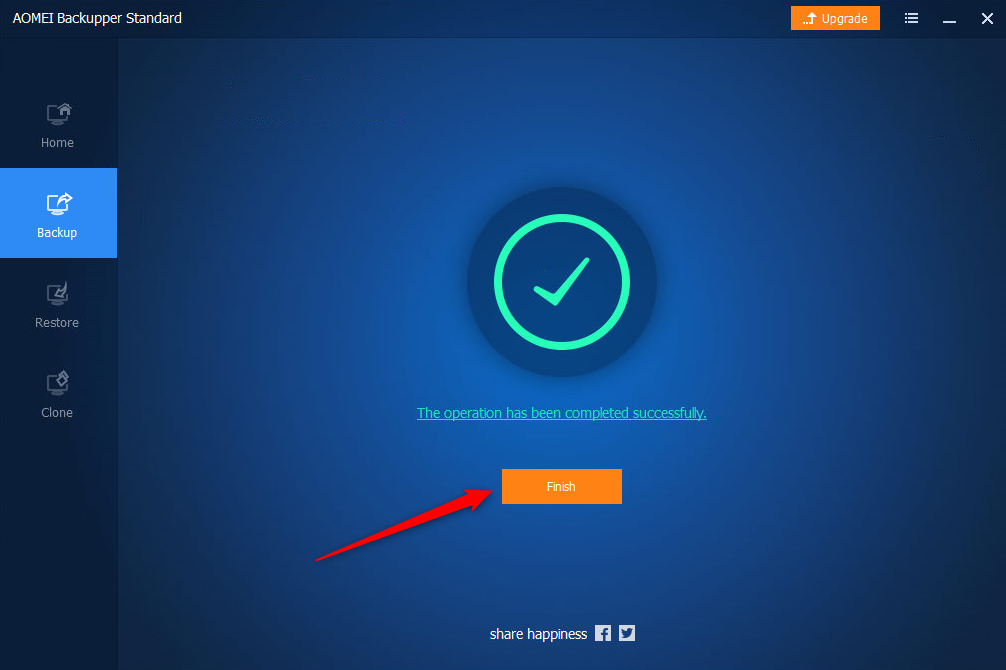 AOMEI Backupper Standard
Upgrade
Home
Backup
Restore
Clone
The operation has been completed successfully.
Finish
share happiness